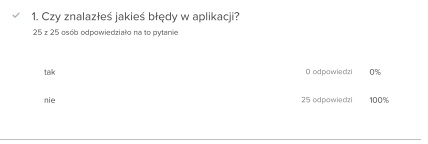 1. Czy znalazłeś jakieś błędy w aplikacji?
25 z 25 osób odpowiedziało na to pytanie
tak 0 odpowiedzi 0%
nie 25 odpowiedzi 100%